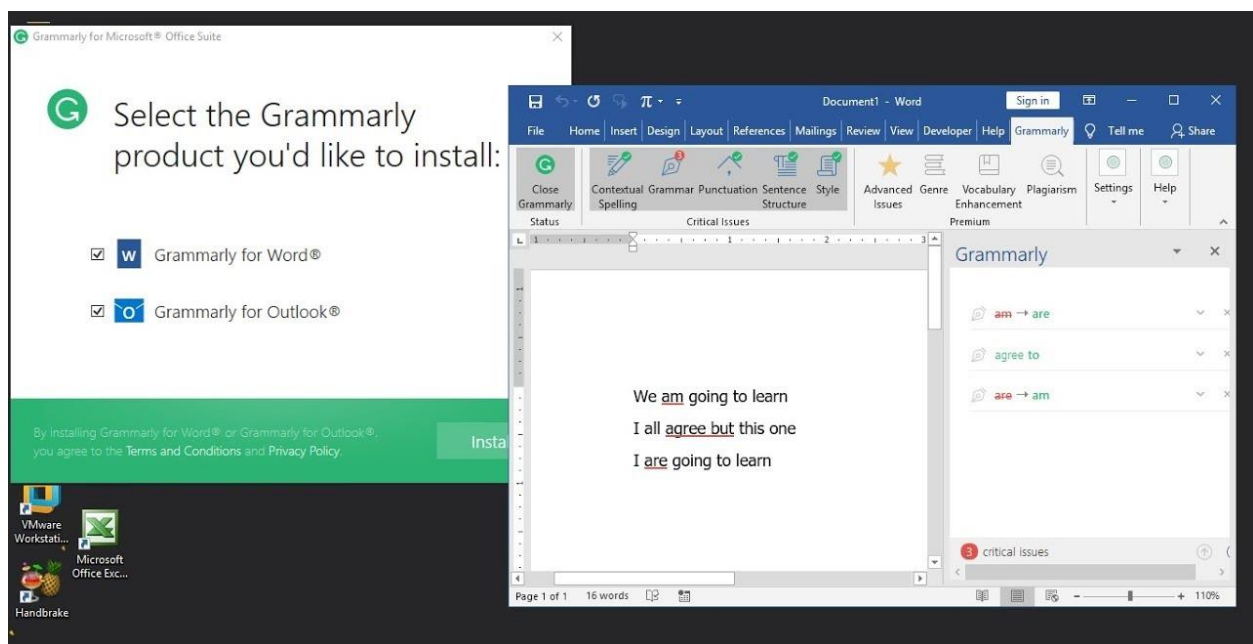 Grammarly for Microsoft® Office Suite
Select the Grammarly
product you'd like to install:
Grammarly for Word®
Grammarly for Outlook®
By installing Grammarly for Word® or Grammarly for Outlook®,
you agree to the Terms and Conditions and Privacy Policy.
Insta
VMware
Workstati...
Microsoft
Office Exc...
Handbrake
Document1 - Word
Sign in
File Home Insert Design Layout References Mailings Review View Developer Help Grammarly Tell me Share
Close
Grammarly
Status
Contextual
Spelling
Grammar
Punctuation
Sentence
Structure
Style
Critical Issues
Advanced
Issues
Genre
Vocabulary
Enhancement
Plagiarism
Premium
Settings
Help
1 1 2 3
We am going to learn
I all agree but this one
I are going to learn
Grammarly
am → are
agree to
are → am
3 critical issues
Page 1 of 1 16 words
110%